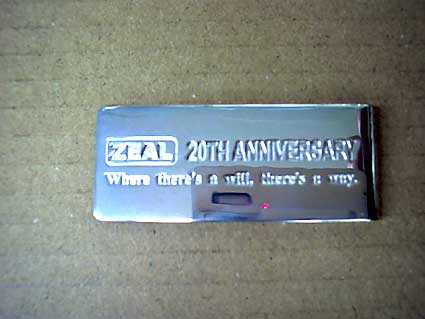 ZEAL 20TH ANNIVERSARY
Where there's a will, there's a way.